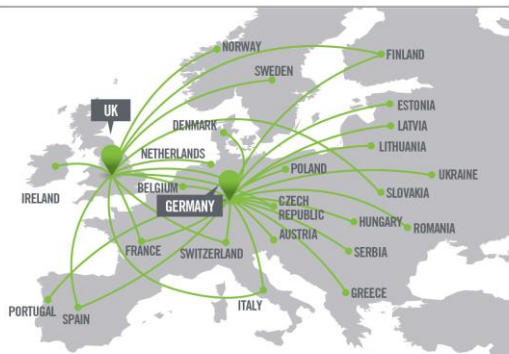 NORWAY
FINLAND
SWEDEN
UK
ESTONIA
DENMARK
LATVIA
LITHUANIA
NETHERLANDS
POLAND
UKRAINE
IRELAND
BELGIUM
SLOVAKIA
GERMANY
CZECH
REPUBLIC
HUNGARY
ROMANIA
AUSTRIA
FRANCE
SWITZERLAND
SERBIA
GREECE
ITALY
PORTUGAL
SPAIN